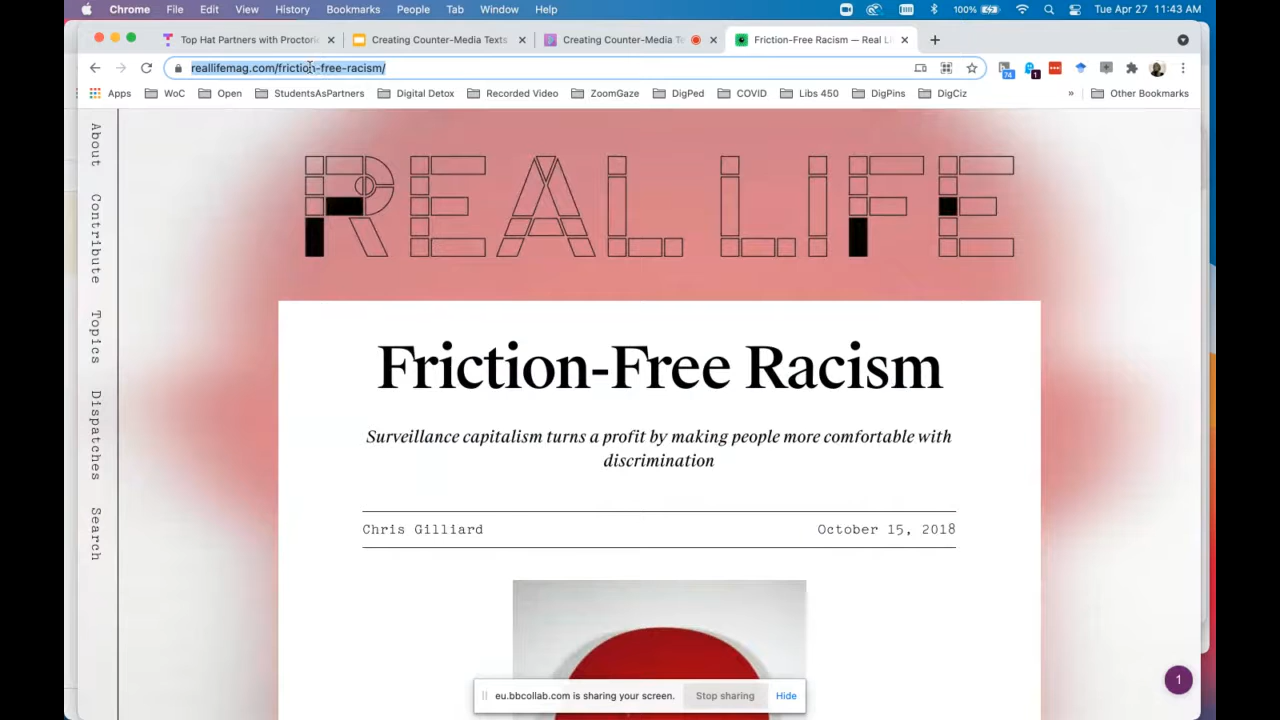 Chrome File Edit View History Bookmarks People Tab Window Help 100% Tue Apr 27 11:43 AM
Top Hat Partners with Proctorio
Creating Counter-Media Texts
Creating Counter-Media Te
Friction-Free Racism — Real Li
reallifemag.com/friction-free-racism/
74
1
Apps WoC Open StudentsAsPartners Digital Detox Recorded Video ZoomGaze DigPed COVID Libs 450 DigPins DigCiz » Other Bookmarks
About
Contribute
Topics
Dispatches
Search
REAL LIFE
Friction-Free Racism
Surveillance capitalism turns a profit by making people more comfortable with
discrimination
Chris Gilliard October 15, 2018
eu.bbcollab.com is sharing your screen. Stop sharing Hide
1